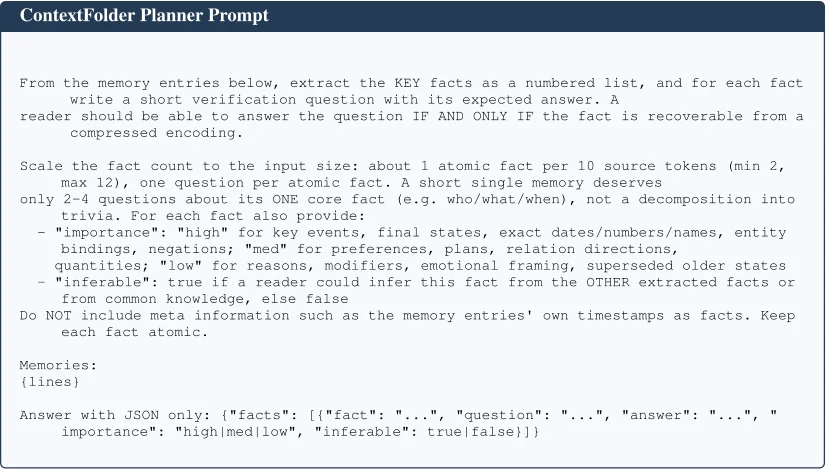 ContextFolder Planner Prompt
From the memory entries below, extract the KEY facts as a numbered list, and for each fact
write a short verification question with its expected answer. A
reader should be able to answer the question IF AND ONLY IF the fact is recoverable from a
compressed encoding.
Scale the fact count to the input size: about 1 atomic fact per 10 source tokens (min 2,
max 12), one question per atomic fact. A short single memory deserves
only 2-4 questions about its ONE core fact (e.g. who/what/when), not a decomposition into
trivia. For each fact also provide:
- "importance": "high" for key events, final states, exact dates/numbers/names, entity
bindings, negations; "med" for preferences, plans, relation directions,
quantities; "low" for reasons, modifiers, emotional framing, superseded older states
- "inferable": true if a reader could infer this fact from the OTHER extracted facts or
from common knowledge, else false
Do NOT include meta information such as the memory entries' own timestamps as facts. Keep
each fact atomic.
Memories:
{lines}
Answer with JSON only: {"facts": [{"fact": "...", "question": "...", "answer": "...", "
importance": "high|med|low", "inferable": true|false}]}